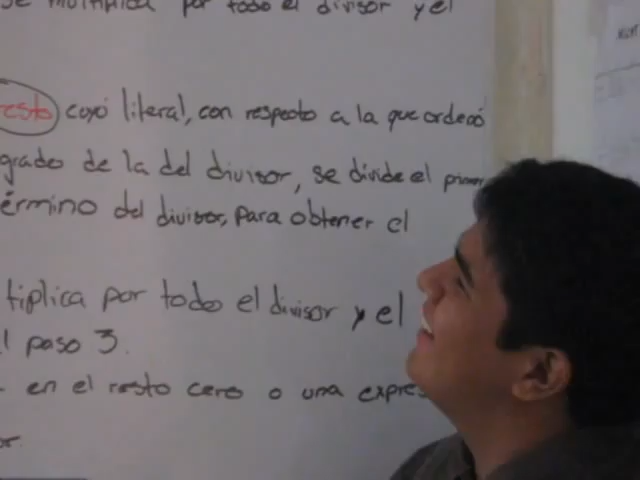 se multiplica por todo el divisor y el
resto cuyo literal, con respecto a la que ordenó
grado de la del divisor, se divide el primer
término del divisor, para obtener el
tiplica por todo el divisor y el
l paso 3.
en el resto cero o una expres
or.